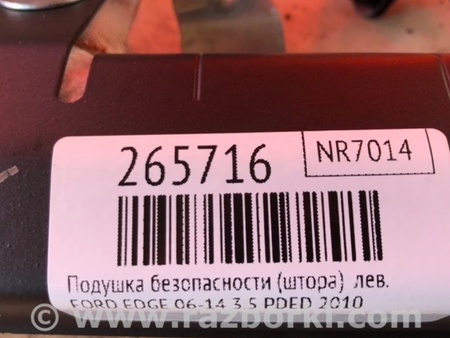 265716
NR7014
Подушка безопасности (штора) лев.
FORD EDGE 06-14 3.5 PDED 2010
www.razborki.com